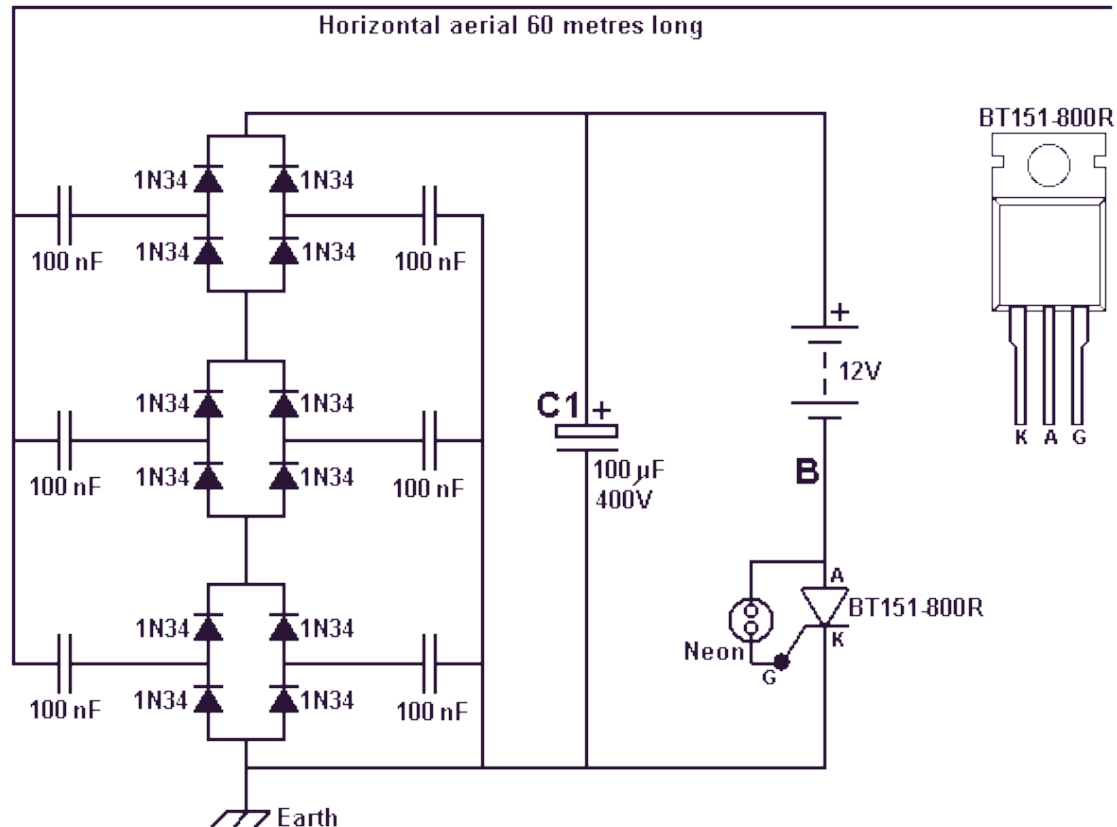 Horizontal aerial 60 metres long
BT151-800R
1N34
1N34
1N34
1N34
100 nF
100 nF
K A G
+
12V
1N34
1N34
1N34
1N34
100 nF
100 nF
C1
+
100 µF
400V
B
1N34
1N34
1N34
1N34
100 nF
100 nF
A
BT151-800R
K
Neon
G
Earth